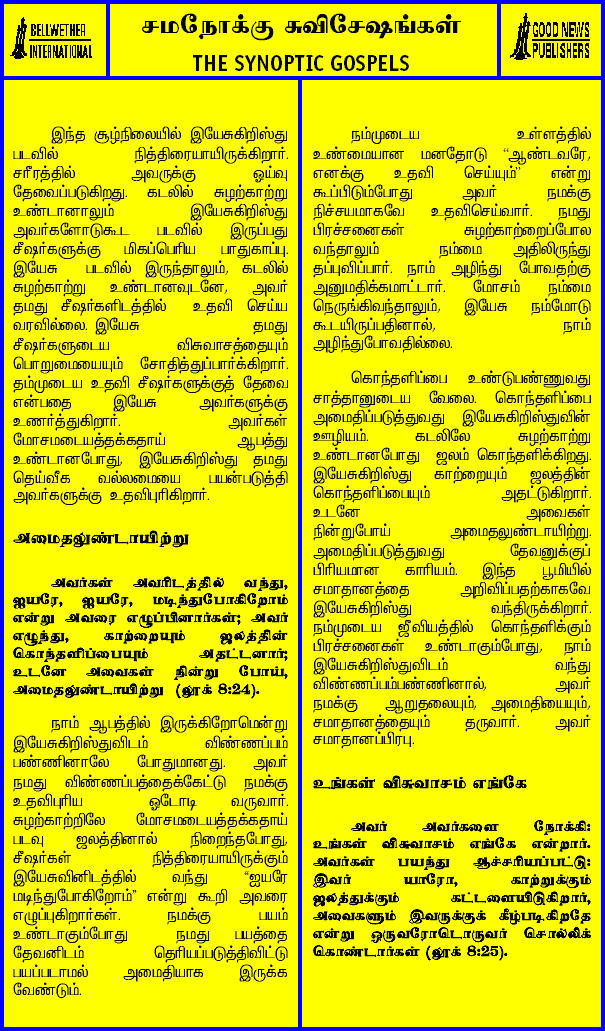 BELLWETHER
INTERNATIONAL
சமநோக்கு சுவிசேஷங்கள்
THE SYNOPTIC GOSPELS
GOOD NEWS
PUBLISHERS
இந்த சூழ்நிலையில் இயேசுகிறிஸ்து
படவில் நித்திரையாயிருக்கிறார்.
சரீரத்தில் அவருக்கு ஓய்வு
தேவைப்படுகிறது. கடலில் சுழற்காற்று
உண்டானாலும் இயேசுகிறிஸ்து
அவர்களோடுகூட படவில் இருப்பது
சீஷர்களுக்கு மிகப்பெரிய பாதுகாப்பு.
இயேசு படவில் இருந்தாலும், கடலில்
சுழற்காற்று உண்டானவுடனே, அவர்
தமது சீஷர்களிடத்தில் உதவி செய்ய
வரவில்லை. இயேசு தமது
சீஷர்களுடைய விசுவாசத்தையும்
பொறுமையையும் சோதித்துப்பார்க்கிறார்.
தம்முடைய உதவி சீஷர்களுக்குத் தேவை
என்பதை இயேசு அவர்களுக்கு
உணர்த்துகிறார். அவர்கள்
மோசமடையத்தக்கதாய் ஆபத்து
உண்டானபோது, இயேசுகிறிஸ்து தமது
தெய்வீக வல்லமையை பயன்படுத்தி
அவர்களுக்கு உதவிபுரிகிறார்.
அமைதலுண்டாயிற்று
அவர்கள் அவரிடத்தில் வந்து,
ஐயரே, ஐயரே, மடிந்துபோகிறோம்
என்று அவரை எழுப்பினார்கள்; அவர்
எழுந்து, காற்றையும் ஜலத்தின்
கொந்தளிப்பையும் அதட்டினார்;
உடனே அவைகள் நின்று போய்,
அமைதலுண்டாயிற்று (லூக் 8:24).
நாம் ஆபத்தில் இருக்கிறோமென்று
இயேசுகிறிஸ்துவிடம் விண்ணப்பம்
பண்ணினாலே போதுமானது. அவர்
நமது விண்ணப்பத்தைக்கேட்டு நமக்கு
உதவிபுரிய ஓடோடி வருவார்.
சுழற்காற்றிலே மோசமடையத்தக்கதாய்
படவு ஜலத்தினால் நிறைந்தபோது,
சீஷர்கள் நித்திரையாயிருக்கும்
இயேசுவினிடத்தில் வந்து “ஐயரே
மடிந்துபோகிறோம்” என்று கூறி அவரை
எழுப்புகிறார்கள். நமக்கு பயம்
உண்டாகும்போது நமது பயத்தை
தேவனிடம் தெரியப்படுத்திவிட்டு
பயப்படாமல் அமைதியாக இருக்க
வேண்டும்.
நம்முடைய உள்ளத்தில்
உண்மையான மனதோடு “ஆண்டவரே,
எனக்கு உதவி செய்யும்” என்று
கூப்பிடும்போது அவர் நமக்கு
நிச்சயமாகவே உதவிசெய்வார். நமது
பிரச்சனைகள் சுழற்காற்றைப்போல
வந்தாலும் நம்மை அதிலிருந்து
தப்புவிப்பார். நாம் அழிந்து போவதற்கு
அனுமதிக்கமாட்டார். மோசம் நம்மை
நெருங்கிவந்தாலும், இயேசு நம்மோடு
கூடயிருப்பதினால், நாம்
அழிந்துபோவதில்லை.
கொந்தளிப்பை உண்டுபண்ணுவது
சாத்தானுடைய வேலை. கொந்தளிப்பை
அமைதிப்படுத்துவது இயேசுகிறிஸ்துவின்
ஊழியம். கடலிலே சுழற்காற்று
உண்டானபோது ஜலம் கொந்தளிக்கிறது.
இயேசுகிறிஸ்து காற்றையும் ஜலத்தின்
கொந்தளிப்பையும் அதட்டுகிறார்.
உடனே அவைகள்
நின்றுபோய் அமைதலுண்டாயிற்று.
அமைதிப்படுத்துவது தேவனுக்குப்
பிரியமான காரியம். இந்த பூமியில்
சமாதானத்தை அறிவிப்பதற்காகவே
இயேசுகிறிஸ்து வந்திருக்கிறார்.
நம்முடைய ஜீவியத்தில் கொந்தளிக்கும்
பிரச்சனைகள் உண்டாகும்போது, நாம்
இயேசுகிறிஸ்துவிடம் வந்து
விண்ணப்பம்பண்ணினால், அவர்
நமக்கு ஆறுதலையும், அமைதியையும்,
சமாதானத்தையும் தருவார். அவர்
சமாதானப்பிரபு.
உங்கள் விசுவாசம் எங்கே
அவர் அவர்களை நோக்கி:
உங்கள் விசுவாசம் எங்கே என்றார்.
அவர்கள் பயந்து ஆச்சரியப்பட்டு:
இவர் யாரோ, காற்றுக்கும்
ஜலத்துக்கும் கட்டளையிடுகிறார்,
அவைகளும் இவருக்குக் கீழ்படிகிறதே
என்று ஒருவரோடொருவர் சொல்லிக்
கொண்டார்கள் (லூக் 8:25).